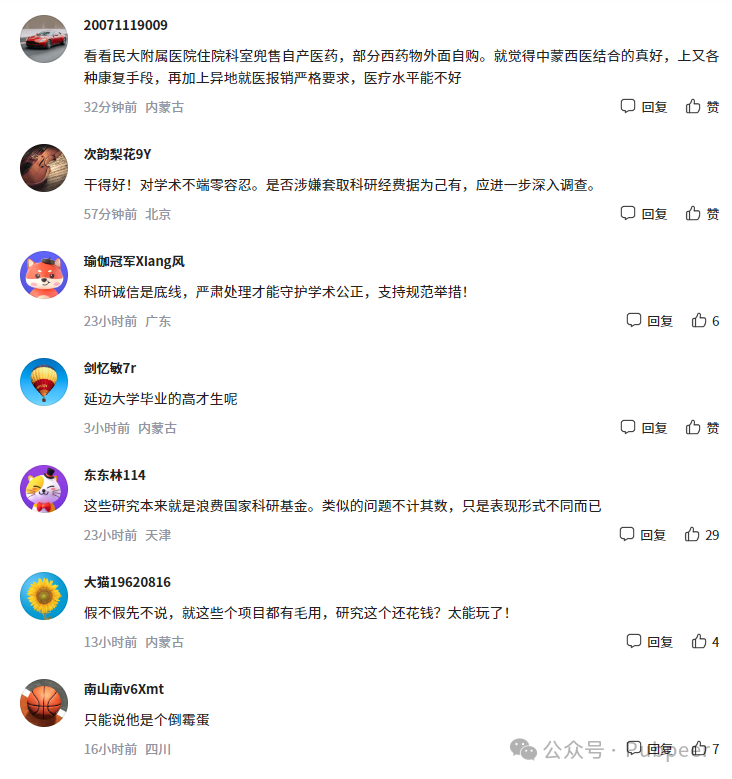 20071119009
看看民大附属医院住院科室兜售自产医药，部分西药物外面自购。就觉得中蒙西医结合的真好，上又各
种康复手段，再加上异地就医报销严格要求，医疗水平能不好
32分钟前 内蒙古 回复 赞
次韵梨花9Y
干得好！对学术不端零容忍。是否涉嫌套取科研经费据为己有，应进一步深入调查。
57分钟前 北京 回复 赞
瑜伽冠军XIang风
科研诚信是底线，严肃处理才能守护学术公正，支持规范举措！
23小时前 广东 回复 6
剑忆敏7r
延边大学毕业的高才生呢
3小时前 内蒙古 回复 赞
东东林114
这些研究本来就是浪费国家科研基金。类似的问题不计其数，只是表现形式不同而已
23小时前 天津 回复 29
大猫19620816
假不假先不说，就这些个项目都有毛用，研究这个还花钱？太能玩了！
13小时前 内蒙古 回复 4
南山南v6Xmt
只能说他是个倒霉蛋
16小时前 四川 回复 7
公众号 · Pubpeer